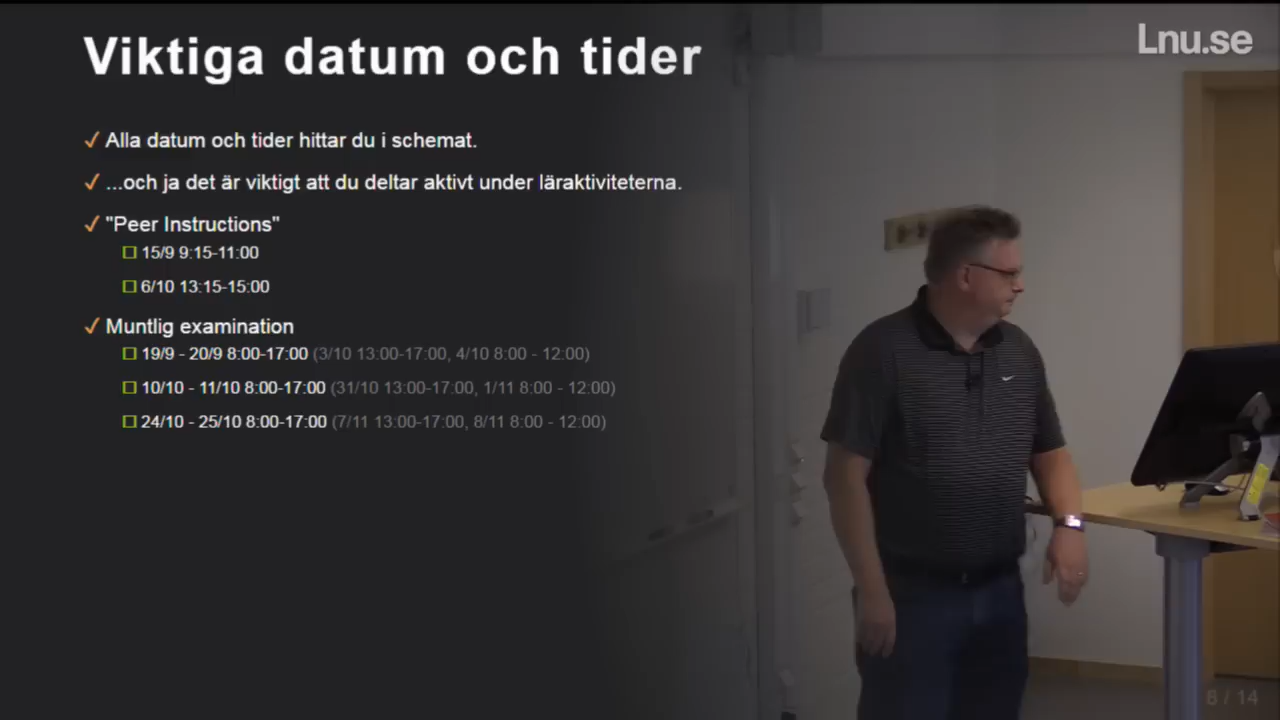 Viktiga datum och tider
Lnu.se
Alla datum och tider hittar du i schemat.
...och ja det är viktigt att du deltar aktivt under läraktiviteterna.
"Peer Instructions"
15/9 9:15-11:00
6/10 13:15-15:00
Muntlig examination
19/9 - 20/9 8:00-17:00 (3/10 13:00-17:00, 4/10 8:00 - 12:00)
10/10 - 11/10 8:00-17:00 (31/10 13:00-17:00, 1/11 8:00 - 12:00)
24/10 - 25/10 8:00-17:00 (7/11 13:00-17:00, 8/11 8:00 - 12:00)
6 / 14